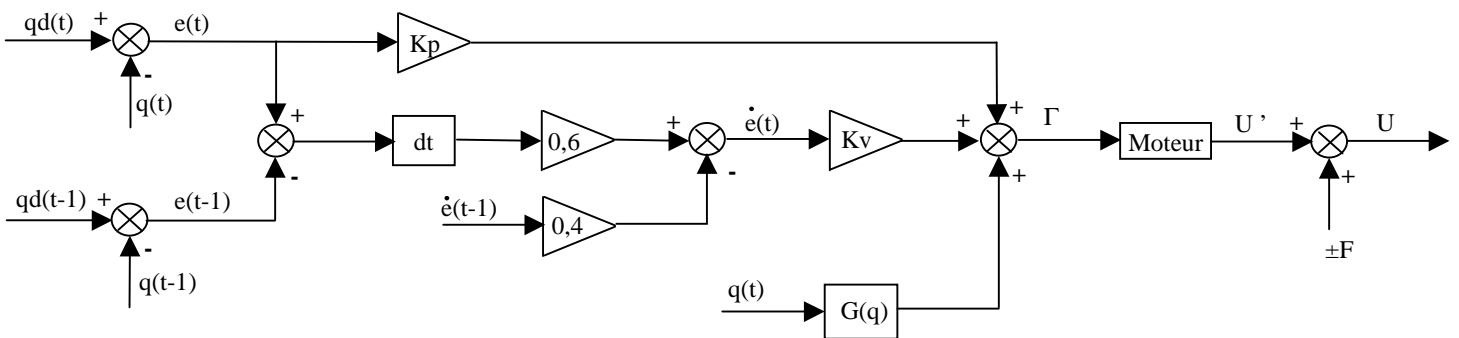 qd(t) + e(t) Kp
- q(t) + +
dt 0,6 + ė(t) Kv + Γ Moteur U ’ + U
- - + +
qd(t-1) + e(t-1) ė(t-1) 0,4
- ±F
q(t-1) q(t) G(q)